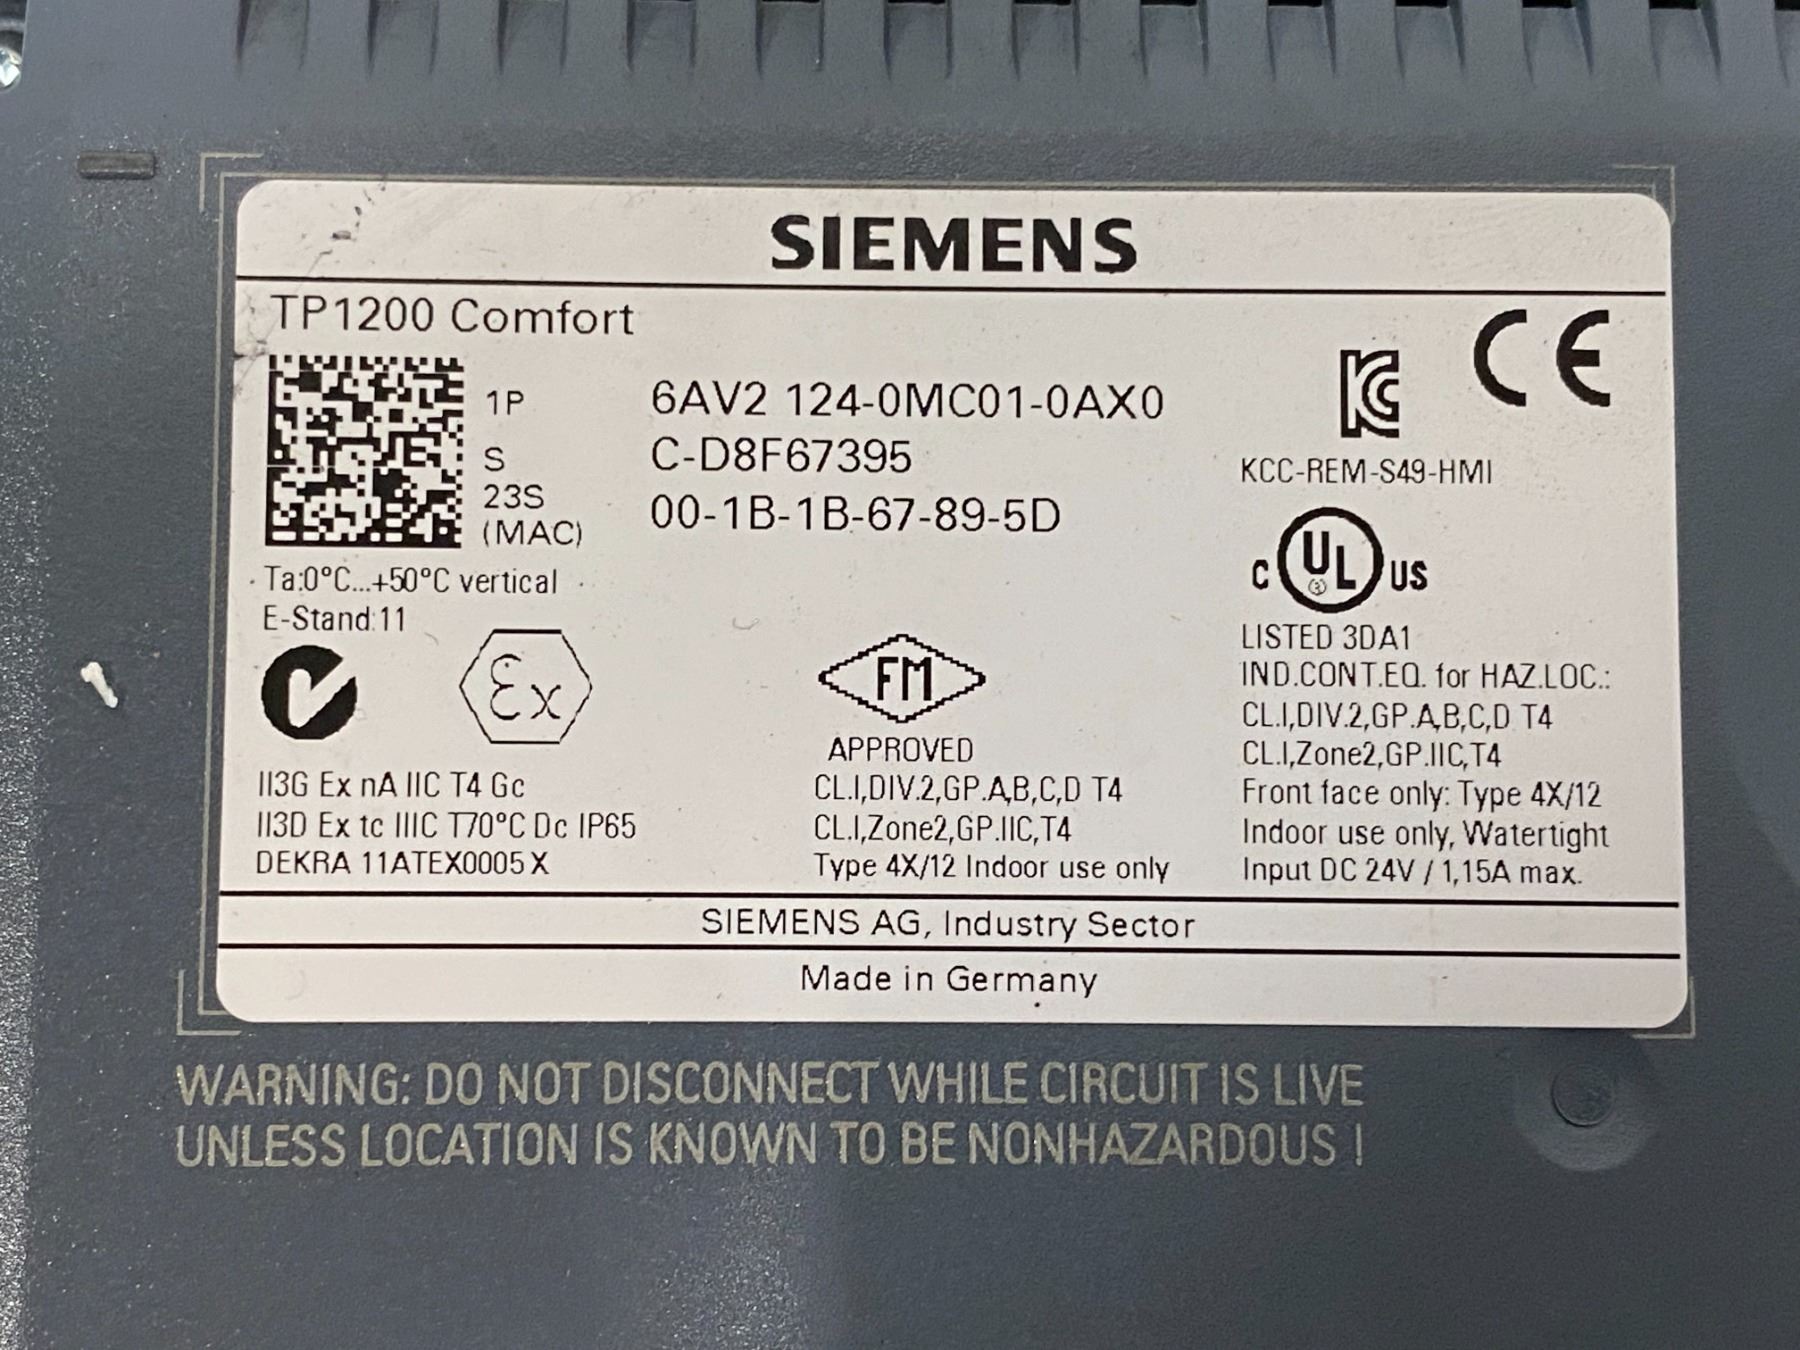 SIEMENS
TP1200 Comfort
CE
1P 6AV2 124-0MC01-0AX0
S C-D8F67395
23S
(MAC) 00-1B-1B-67-89-5D
KCC-REM-S49-HMI
Ta:0°C...+50°C vertical
E-Stand:11
C UL US
Ex
FM
APPROVED
II3G Ex nA IIC T4 Gc
II3D Ex tc IIIC T70°C Dc IP65
DEKRA 11ATEX0005 X
CL.I,DIV.2,GP.A,B,C,D T4
CL.I,Zone2,GP.IIC,T4
Type 4X/12 Indoor use only
LISTED 3DA1
IND.CONT.EQ. for HAZ.LOC.:
CL.I,DIV.2,GP.A,B,C,D T4
CL.I,Zone2,GP.IIC,T4
Front face only: Type 4X/12
Indoor use only, Watertight
Input DC 24V / 1,15A max.
SIEMENS AG, Industry Sector
Made in Germany
WARNING: DO NOT DISCONNECT WHILE CIRCUIT IS LIVE
UNLESS LOCATION IS KNOWN TO BE NONHAZARDOUS !